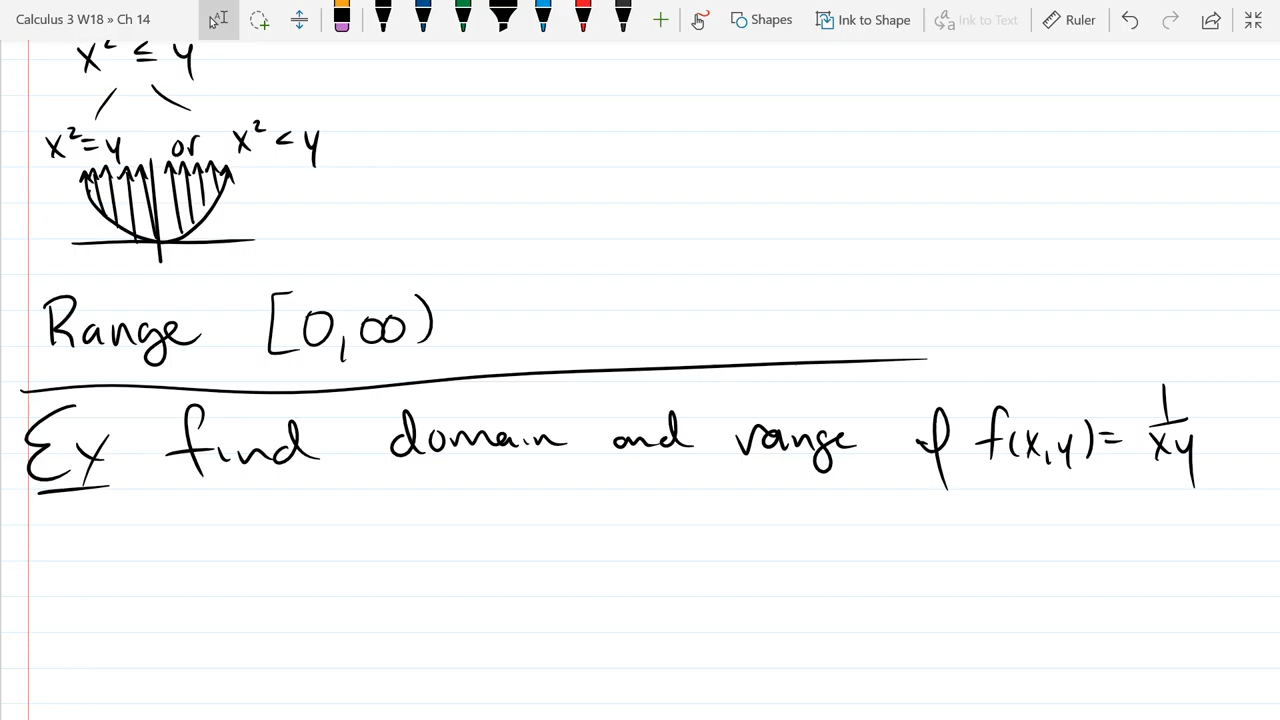 Calculus 3 W18 » Ch 14
Shapes
Ink to Shape
Ink to Text
Ruler
x² ≤ y
x² = y or x² < y
Range [0, ∞)
Ex find domain and range of f(x,y) = 1/xy